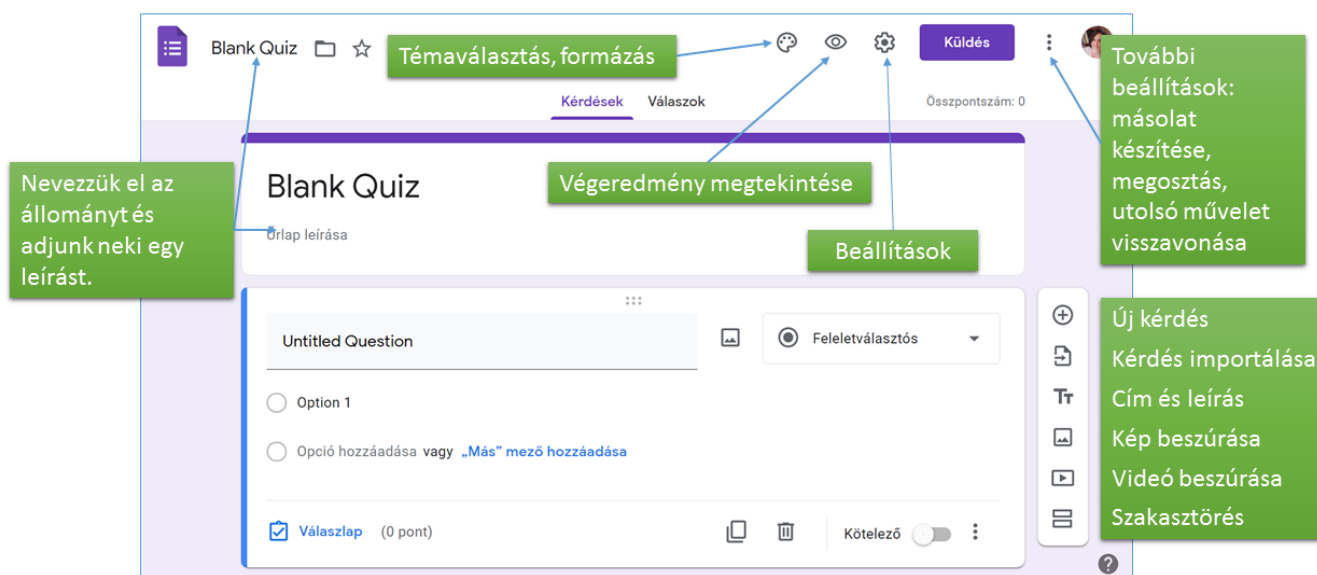 Blank Quiz
Témaválasztás, formázás
Küldés
Kérdések Válaszok
Összpontszám: 0
További
beállítások:
másolat
készítése,
megosztás,
utolsó művelet
visszavonása
Nevezzük el az
állományt és
adjunk neki egy
leírást.
Blank Quiz
Űrlap leírása
Végeredmény megtekintése
Beállítások
Untitled Question
Feleletválasztós
Option 1
Opció hozzáadása vagy „Más” mező hozzáadása
Válaszlap (0 pont)
Kötelező
Új kérdés
Kérdés importálása
Cím és leírás
Kép beszúrása
Videó beszúrása
Szakasztörés